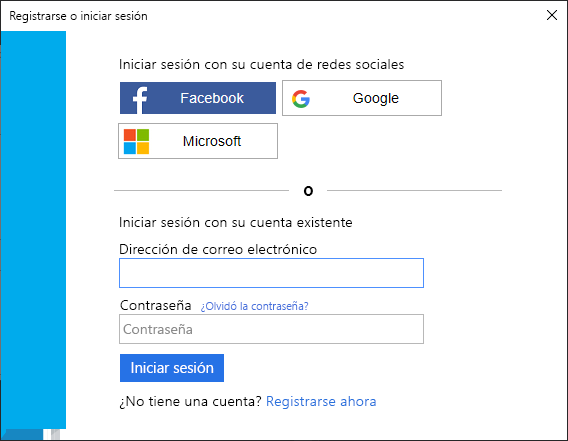 Registrarse o iniciar sesión
Iniciar sesión con su cuenta de redes sociales
Facebook
Google
Microsoft
O
Iniciar sesión con su cuenta existente
Dirección de correo electrónico
Contraseña ¿Olvidó la contraseña?
Contraseña
Iniciar sesión
¿No tiene una cuenta? Registrarse ahora